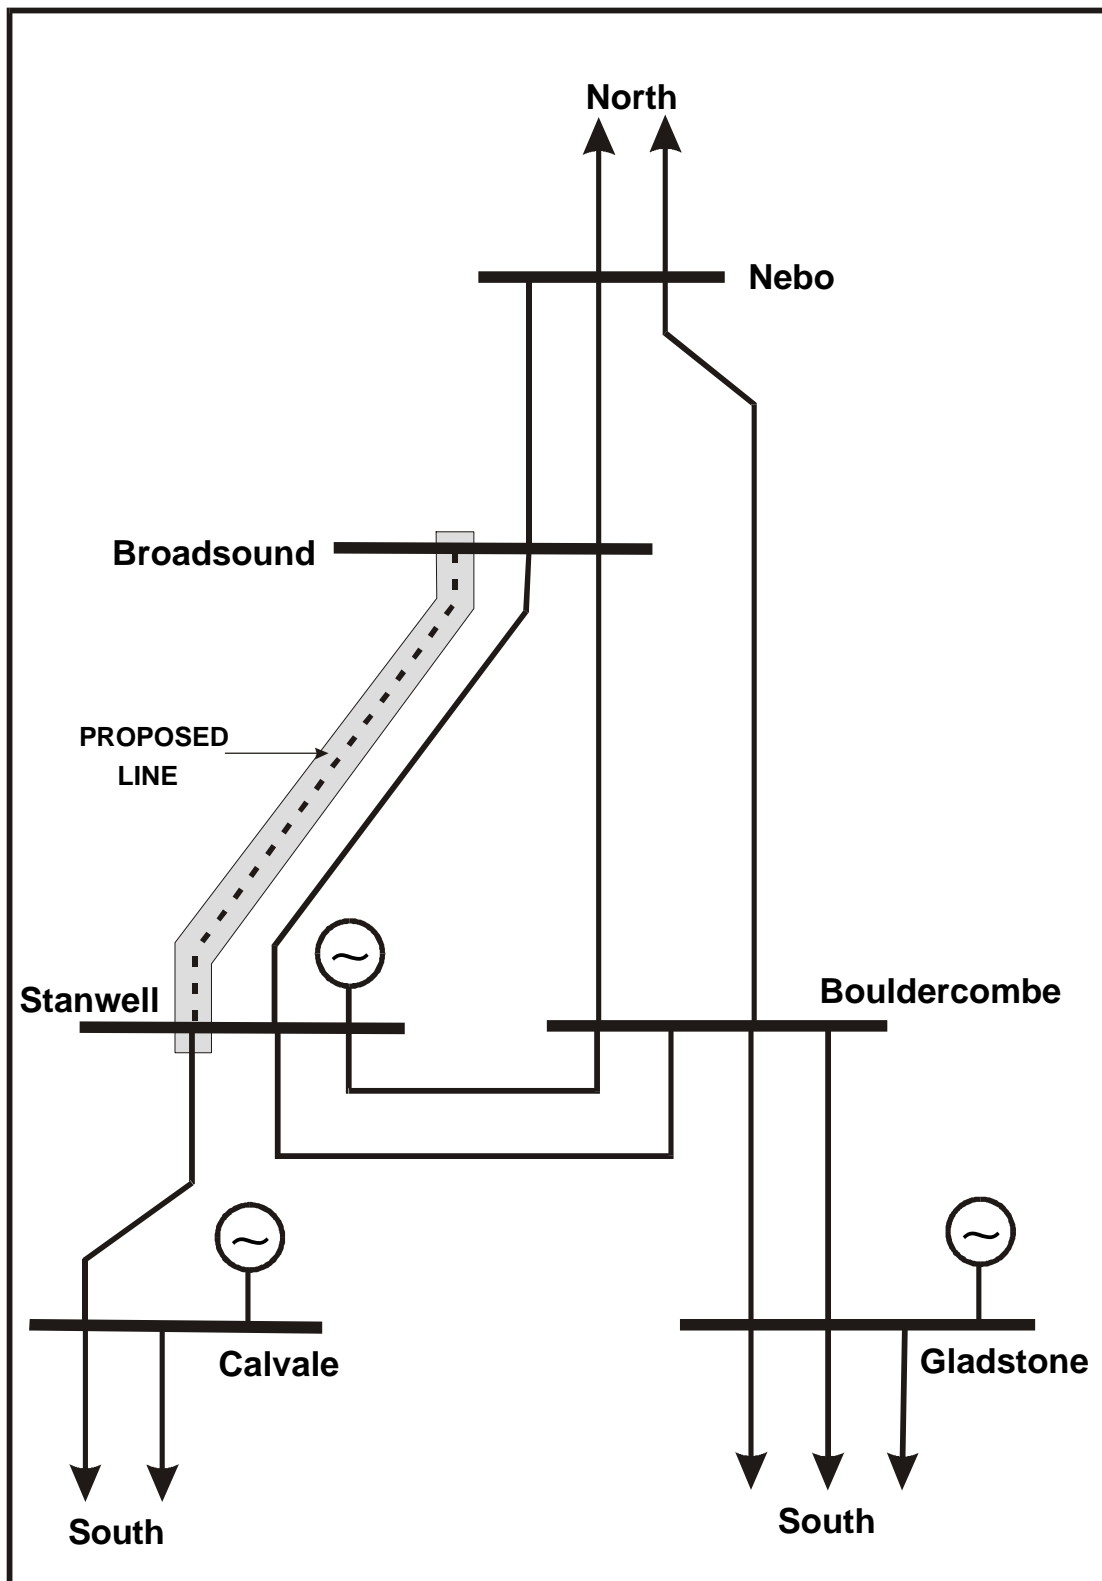 North
Nebo
Broadsound
PROPOSED
LINE
Stanwell
Bouldercombe
Calvale
Gladstone
South
South